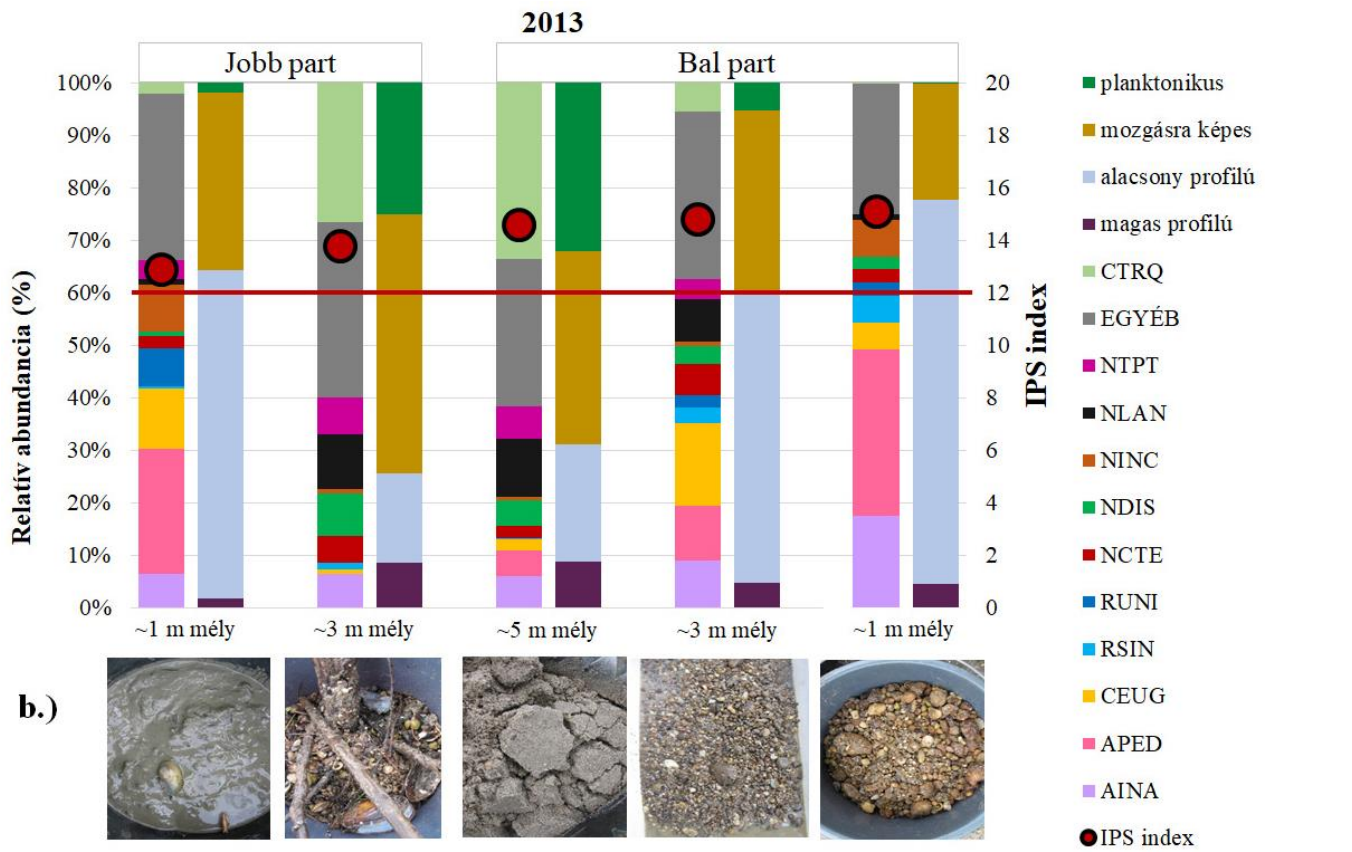 2013
Jobb part
Bal part
Relatív abundancia (%)
100%
90%
80%
70%
60%
50%
40%
30%
20%
10%
0%
20
18
16
14
12
10
8
6
4
2
0
IPS index
~1 m mély
~3 m mély
~5 m mély
~3 m mély
~1 m mély
b.)
planktonikus
mozgásra képes
alacsony profilú
magas profilú
CTRQ
EGYÉB
NTPT
NLAN
NINC
NDIS
NCTE
RUNI
RSIN
CEUG
APED
AINA
IPS index